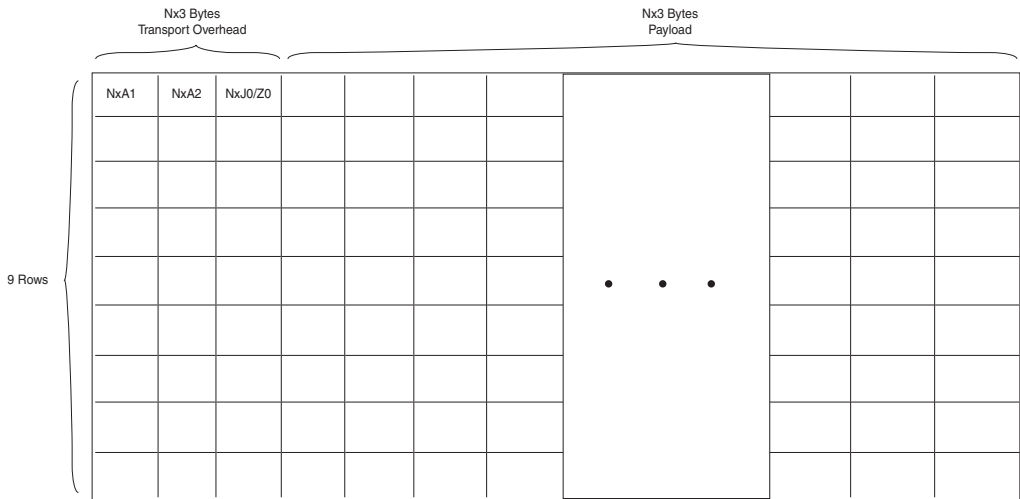 Nx3 Bytes
Transport Overhead
Nx3 Bytes
Payload
NxA1 NxA2 NxJ0/Z0
9 Rows